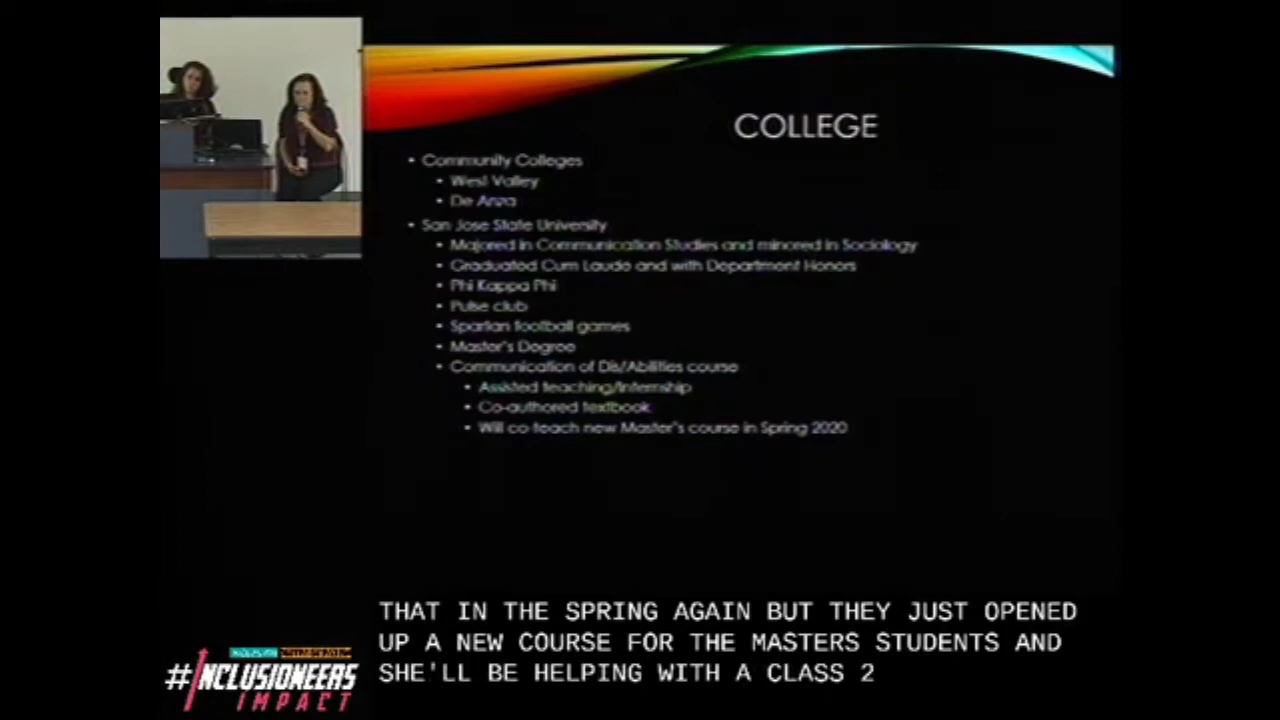 COLLEGE
• Community Colleges
• West Valley
• De Anza
• San Jose State University
• Majored in Communication Studies and minored in Sociology
• Graduated Cum Laude and with Department Honors
• Phi Kappa Phi
• Pulse club
• Spartan football games
• Master's Degree
• Communication of Dis/Abilities course
• Assisted teaching/Internship
• Co-authored textbook
• Will co-teach new Master's course in Spring 2020
THAT IN THE SPRING AGAIN BUT THEY JUST OPENED
UP A NEW COURSE FOR THE MASTERS STUDENTS AND
SHE'LL BE HELPING WITH A CLASS 2
#INCLUSIONEERS
IMPACT